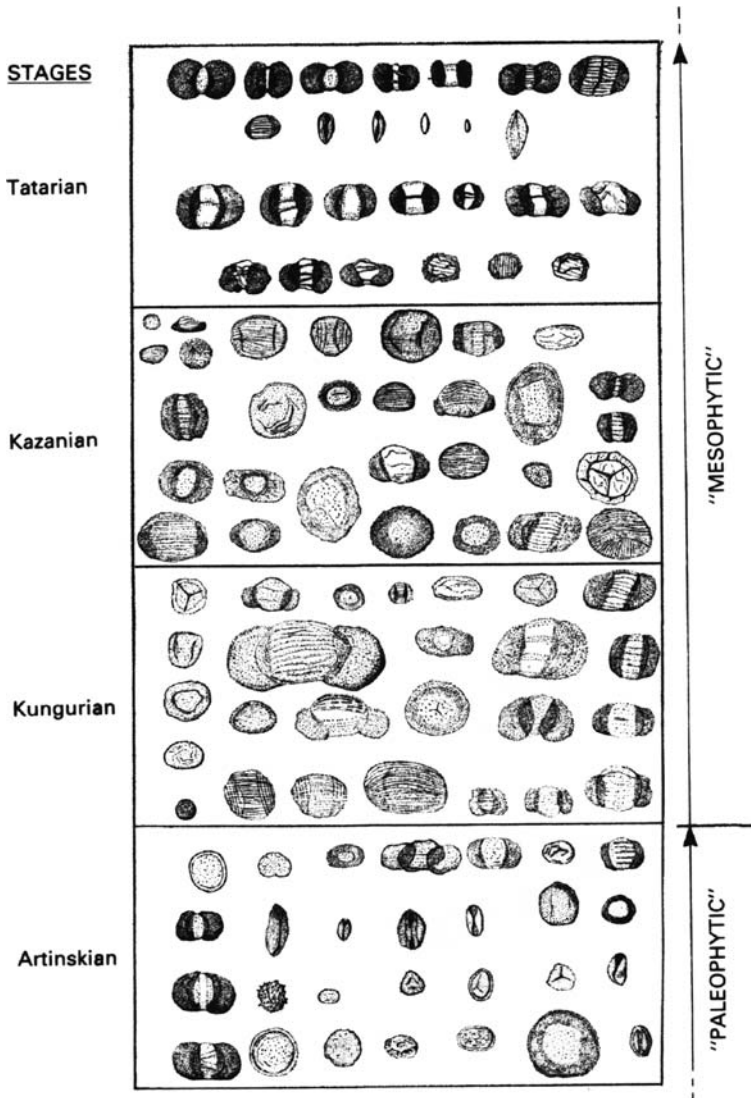 STAGES
Tatarian
Kazanian
Kungurian
Artinskian
"MESOPHYTIC"
"PALEOPHYTIC"